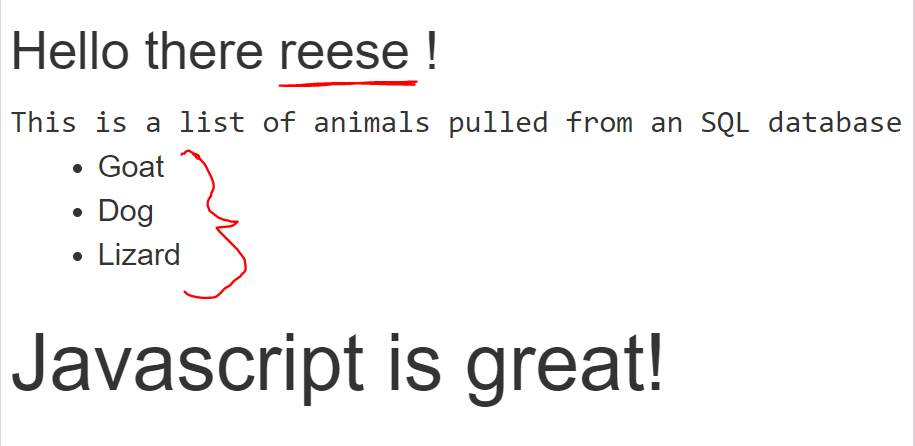 Hello there reese !
This is a list of animals pulled from an SQL database
Goat
Dog
Lizard
Javascript is great!